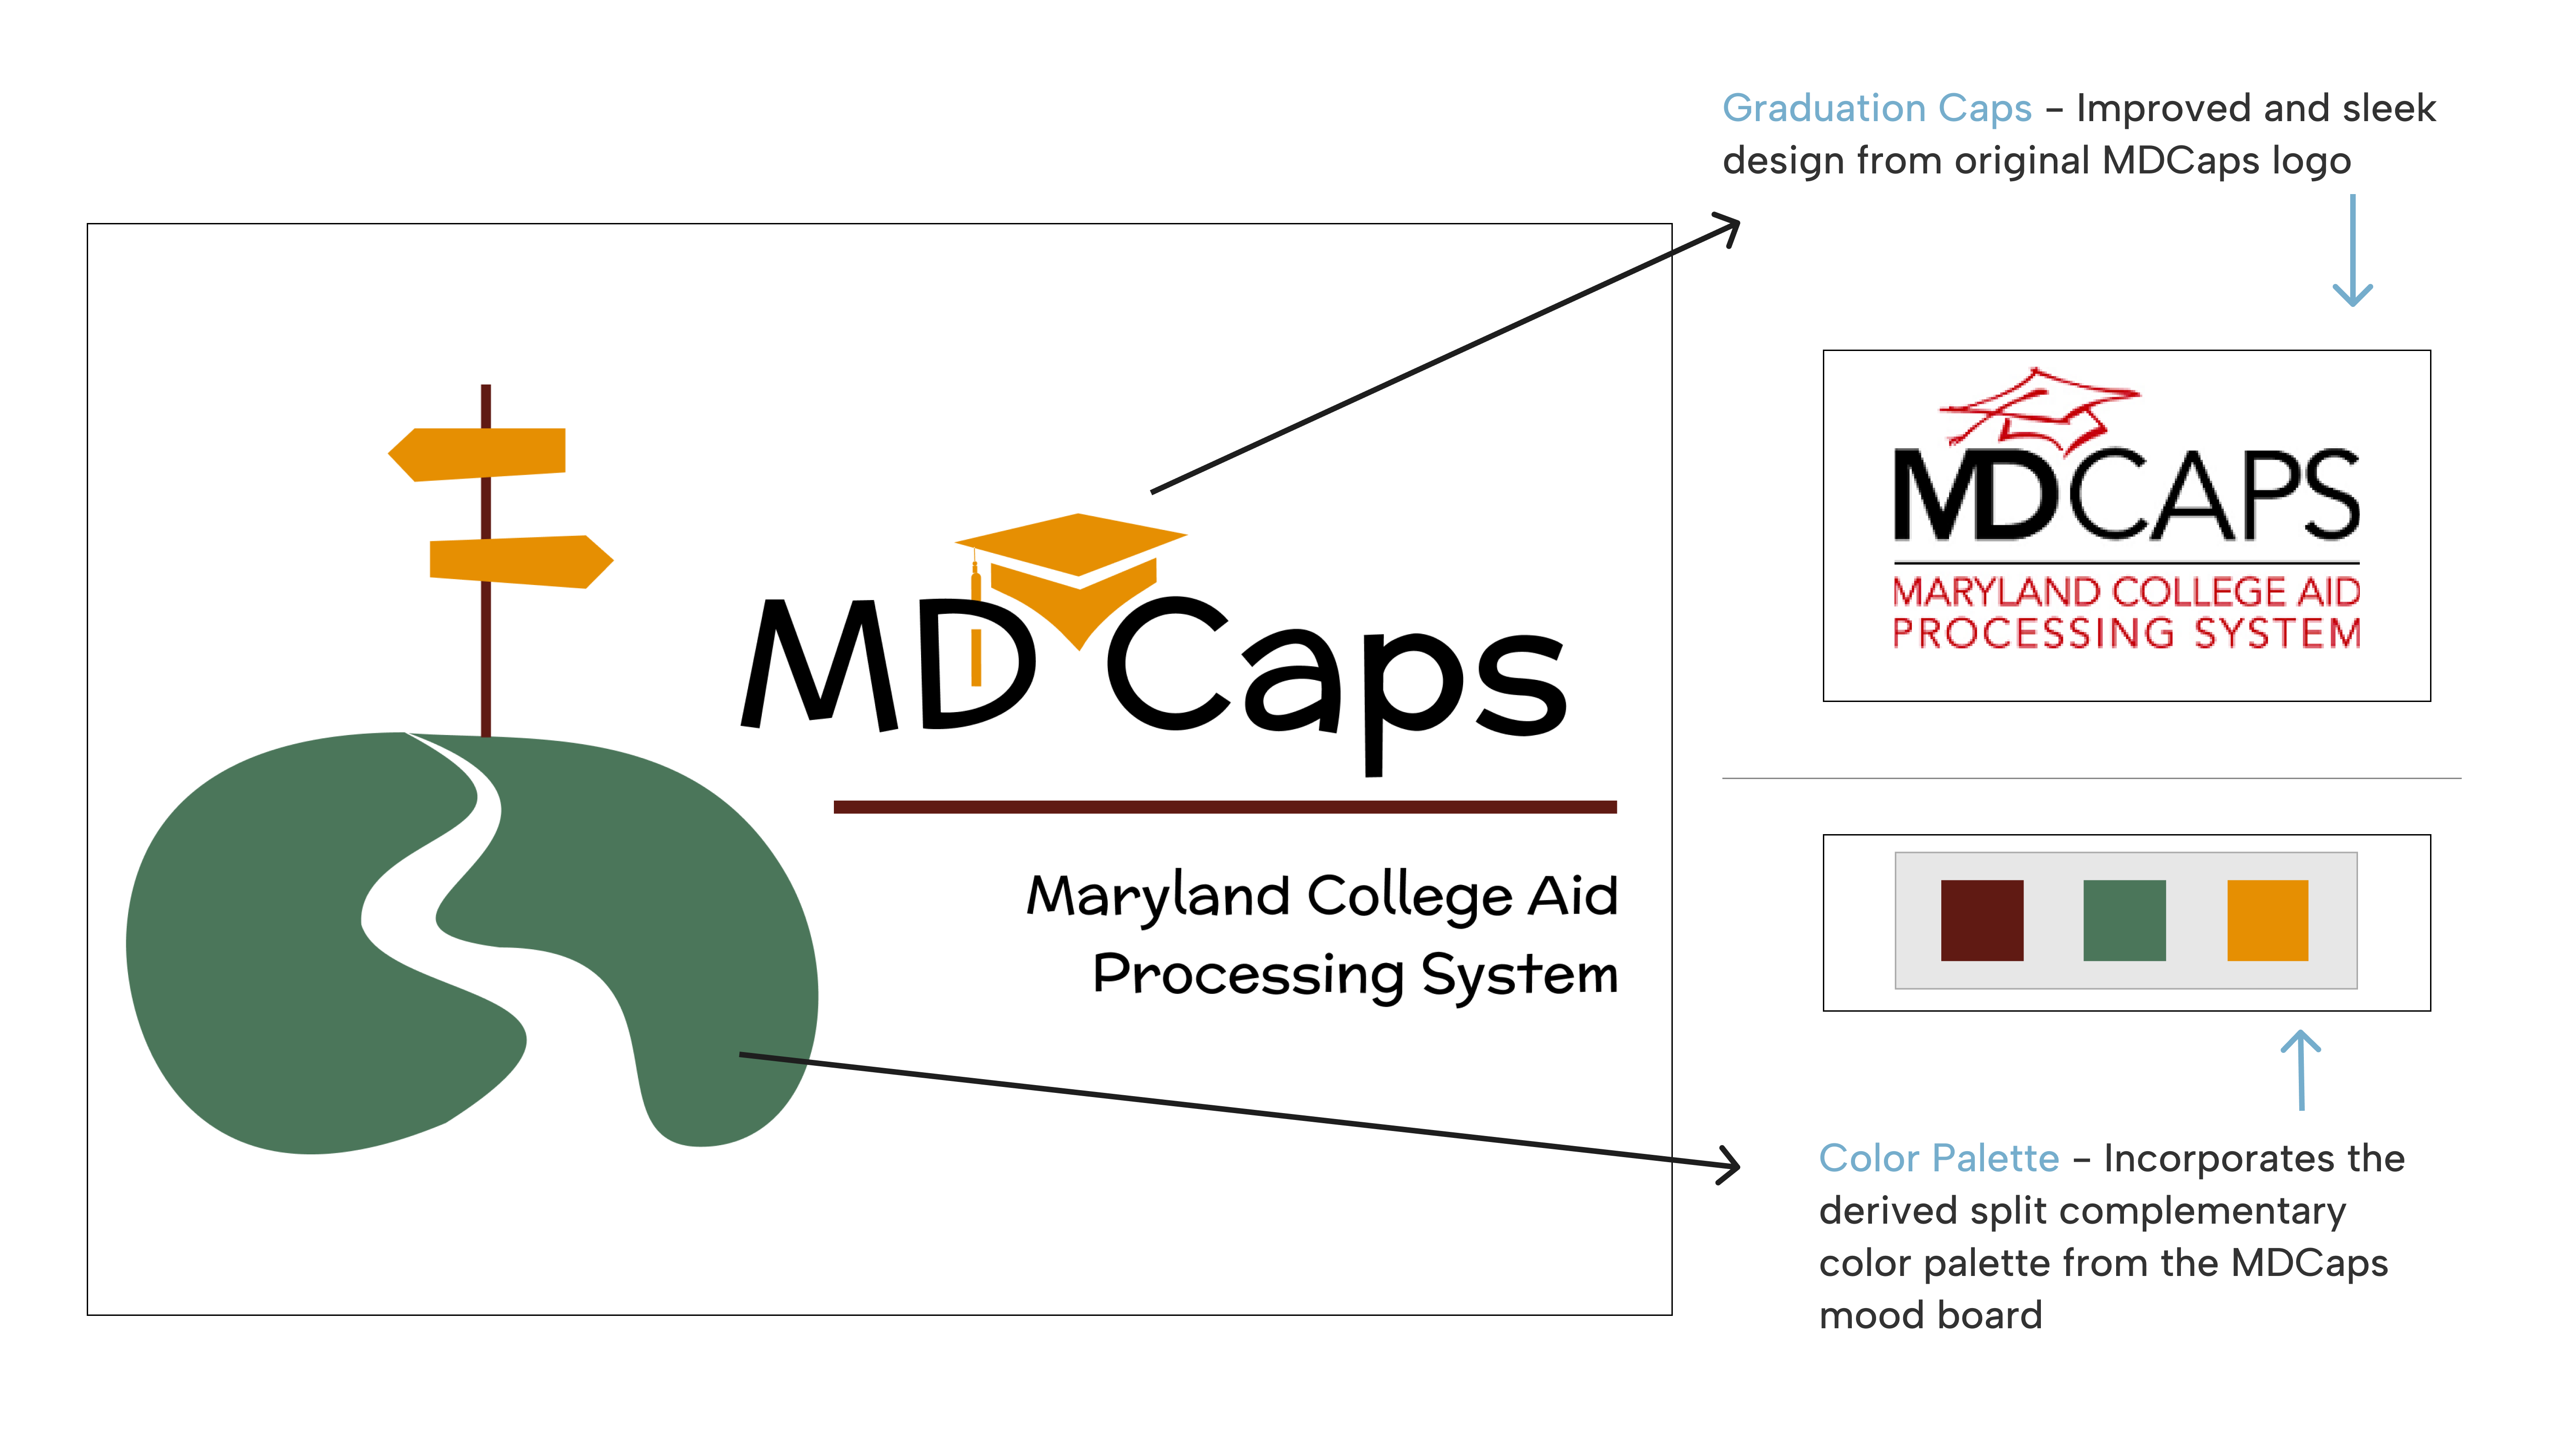 Graduation Caps – Improved and sleek
design from original MDCaps logo
MD Caps
Maryland College Aid
Processing System
MDCAPS
MARYLAND COLLEGE AID
PROCESSING SYSTEM
Color Palette – Incorporates the
derived split complementary
color palette from the MDCaps
mood board